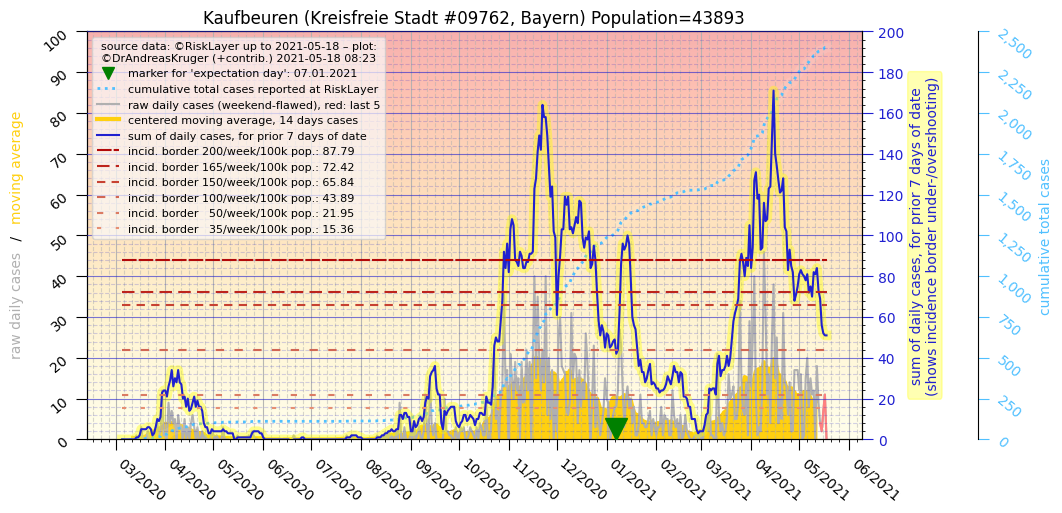 Kaufbeuren (Kreisfreie Stadt #09762, Bayern) Population=43893
source data: ©RiskLayer up to 2021-05-18 – plot:
©DrAndreasKruger (+contrib.) 2021-05-18 08:23
marker for 'expectation day': 07.01.2021
cumulative total cases reported at RiskLayer
raw daily cases (weekend-flawed), red: last 5
centered moving average, 14 days cases
sum of daily cases, for prior 7 days of date
incid. border 200/week/100k pop.: 87.79
incid. border 165/week/100k pop.: 72.42
incid. border 150/week/100k pop.: 65.84
incid. border 100/week/100k pop.: 43.89
incid. border 50/week/100k pop.: 21.95
incid. border 35/week/100k pop.: 15.36
raw daily cases / moving average
100
90
80
70
60
50
40
30
20
10
0
200
180
160
140
120
100
80
60
40
20
0
sum of daily cases, for prior 7 days of date
(shows incidence border under-/overshooting)
2,500
2,250
2,000
1,750
1,500
1,250
1,000
750
500
250
0
cumulative total cases
03/2020
04/2020
05/2020
06/2020
07/2020
08/2020
09/2020
10/2020
11/2020
12/2020
01/2021
02/2021
03/2021
04/2021
05/2021
06/2021